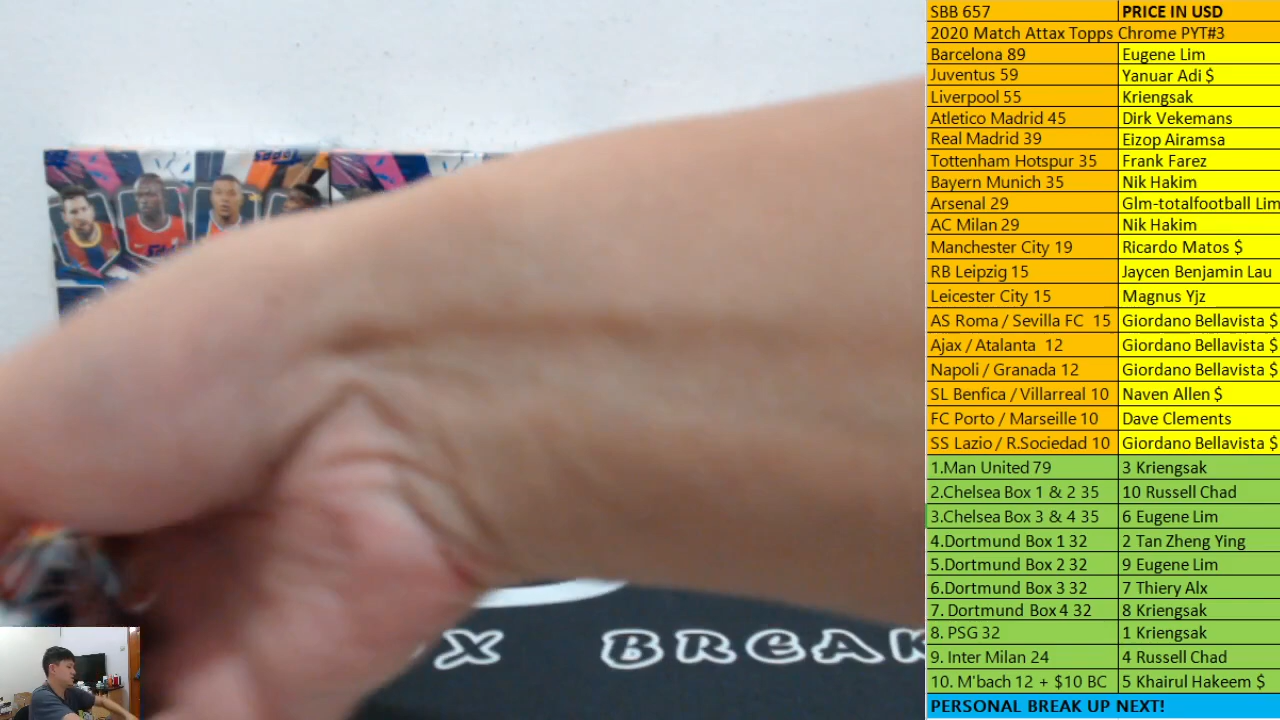 SBB 657 PRICE IN USD
2020 Match Attax Topps Chrome PYT#3
Barcelona 89 Eugene Lim
Juventus 59 Yanuar Adi $
Liverpool 55 Kriengsak
Atletico Madrid 45 Dirk Vekemans
Real Madrid 39 Eizop Airamsa
Tottenham Hotspur 35 Frank Farez
Bayern Munich 35 Nik Hakim
Arsenal 29 Glm-totalfootball Lim
AC Milan 29 Nik Hakim
Manchester City 19 Ricardo Matos $
RB Leipzig 15 Jaycen Benjamin Lau
Leicester City 15 Magnus Yjz
AS Roma / Sevilla FC 15 Giordano Bellavista $
Ajax / Atalanta 12 Giordano Bellavista $
Napoli / Granada 12 Giordano Bellavista $
SL Benfica / Villarreal 10 Naven Allen $
FC Porto / Marseille 10 Dave Clements
SS Lazio / R.Sociedad 10 Giordano Bellavista $
1.Man United 79 3 Kriengsak
2.Chelsea Box 1 & 2 35 10 Russell Chad
3.Chelsea Box 3 & 4 35 6 Eugene Lim
4.Dortmund Box 1 32 2 Tan Zheng Ying
5.Dortmund Box 2 32 9 Eugene Lim
6.Dortmund Box 3 32 7 Thiery Alx
7. Dortmund Box 4 32 8 Kriengsak
8. PSG 32 1 Kriengsak
9. Inter Milan 24 4 Russell Chad
10. M'bach 12 + $10 BC 5 Khairul Hakeem $
PERSONAL BREAK UP NEXT!
TOPPS
X BREAK